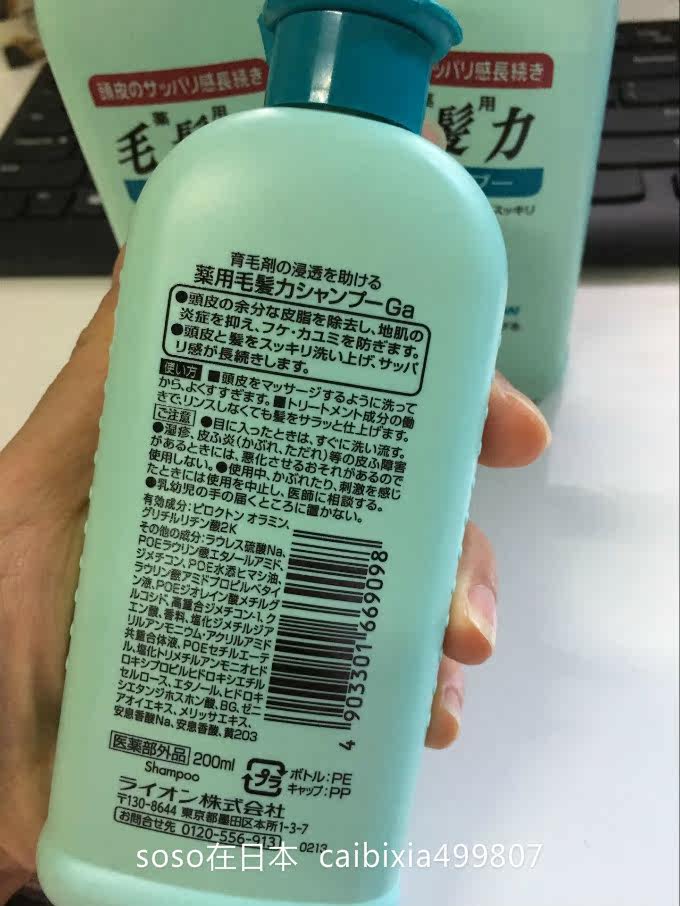 頭皮のサッパリ感長続き
薬用
毛髪
パリ感長続き
薬用
髪力
プー
スッキリ
育毛剤の浸透を助ける
薬用毛髪力シャンプーGa
●頭皮の余分な皮脂を除去し、地肌の
炎症を抑え、フケ・カユミを防ぎます。
●頭皮と髪をスッキリ洗い上げ、サッパ
リ感が長続きします。
使い方 ■頭皮をマッサージするように洗って
から、よくすすぎます。■トリートメント成分の働
きで、リンスしなくても髪をサラッと仕上げます。
ご注意 ●目に入ったときは、すぐに洗い流す。
●湿疹、皮ふ炎(かぶれ、ただれ)等の皮ふ障害
があるときには、悪化させるおそれがあるので
使用しない。●使用中、かぶれたり、刺激を感じ
たときには使用を中止し、医師に相談する。
●乳幼児の手の届くところに置かない。
有効成分:ピロクトン オラミン、
グリチルリチン酸2K
その他の成分:ラウレス硫酸Na、
POEラウリン酸エタノールアミド、
ジメチコン、POE水添ヒマシ油、
ラウリン酸アミドプロピルベタイ
ン液、POEジオレイン酸メチルグ
ルコシド、高重合ジメチコン-1、ク
エン酸、香料、塩化ジメチルジア
リルアンモニウム・アクリルアミド
共重合体液、POEセチルエーテ
ル、塩化トリメチルアンモニオヒド
ロキシプロピルヒドロキシエチル
セルロース、エタノール、ヒドロキ
シエタンジホスホン酸、BG、ゼニ
アオイエキス、メリッサエキス、
安息香酸Na、安息香酸、黄203
4 903301 669098
医薬部外品 200ml
Shampoo
プラ ボトル:PE
キャップ:PP
ライオン株式会社
〒130-8644 東京都墨田区本所1-3-7
お問合せ先 0120-556-913 0213
soso在日本 caibixia499807